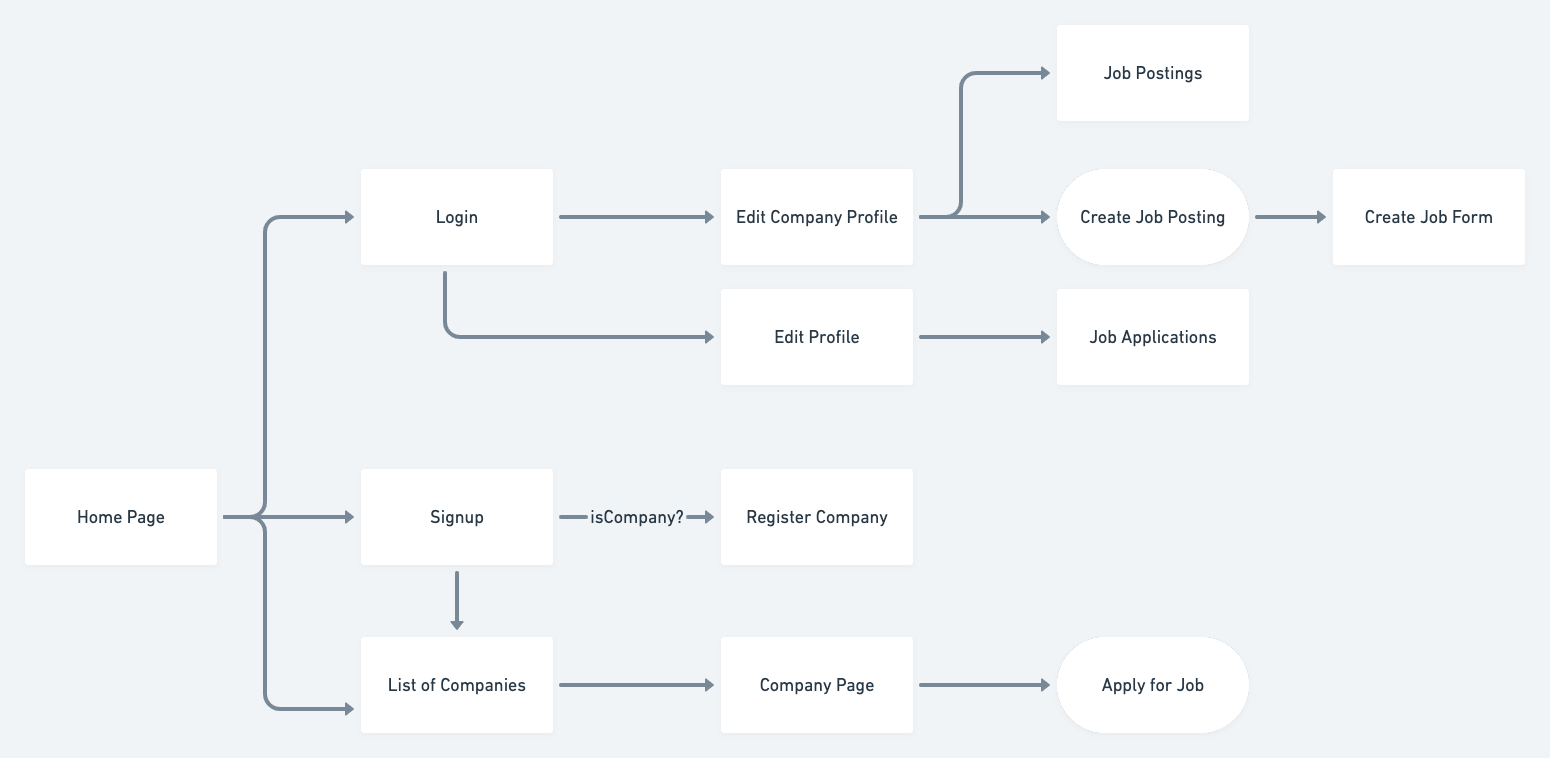 Job Postings
Login
Edit Company Profile
Create Job Posting
Create Job Form
Edit Profile
Job Applications
Home Page
Signup
isCompany?
Register Company
List of Companies
Company Page
Apply for Job